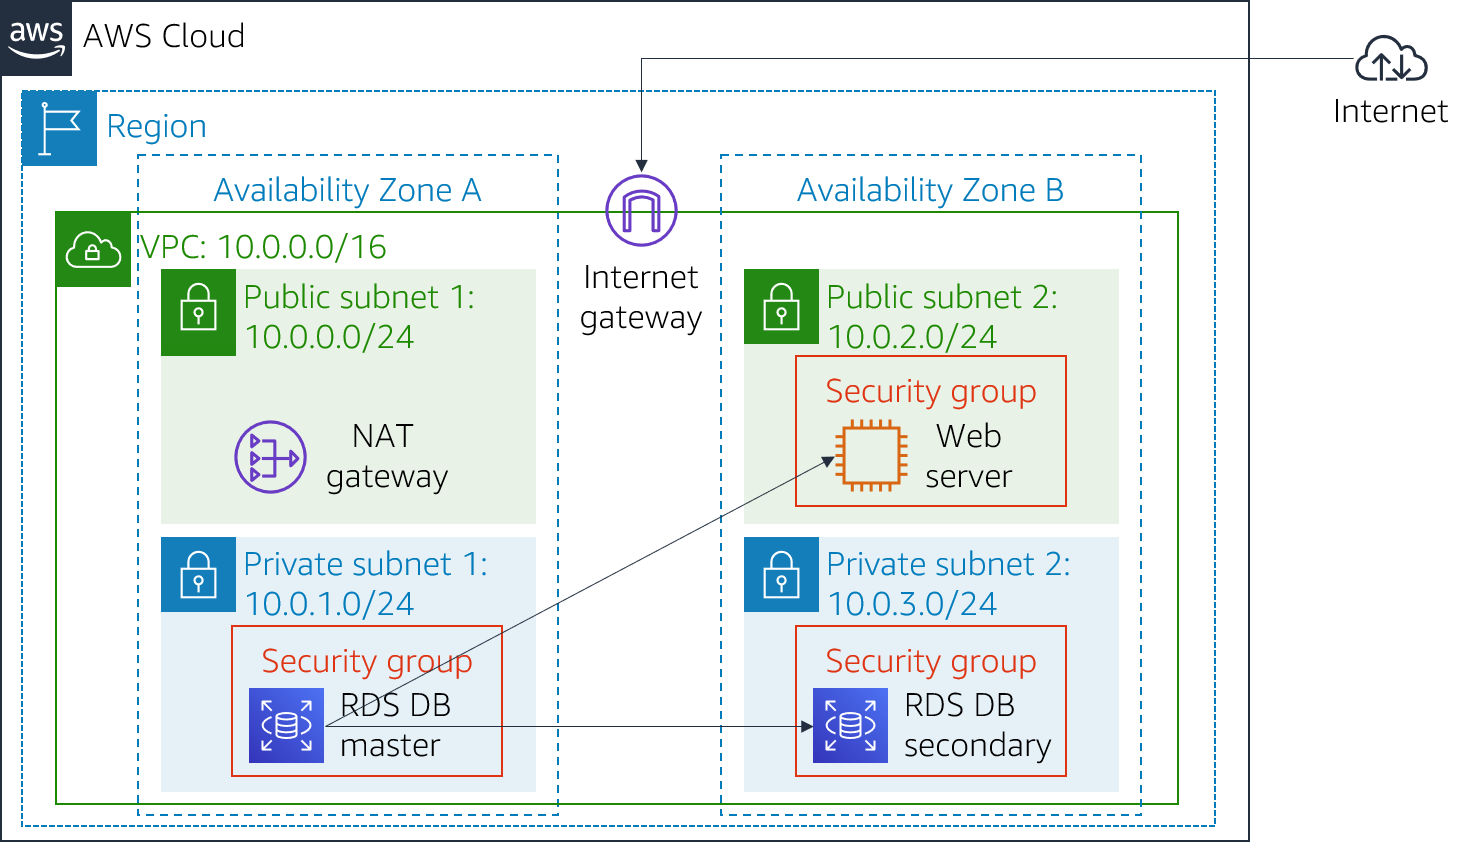 aws
AWS Cloud
Internet
Region
Availability Zone A
Availability Zone B
VPC: 10.0.0.0/16
Internet
gateway
Public subnet 1:
10.0.0.0/24
NAT
gateway
Public subnet 2:
10.0.2.0/24
Security group
Web
server
Private subnet 1:
10.0.1.0/24
Security group
RDS DB
master
Private subnet 2:
10.0.3.0/24
Security group
RDS DB
secondary